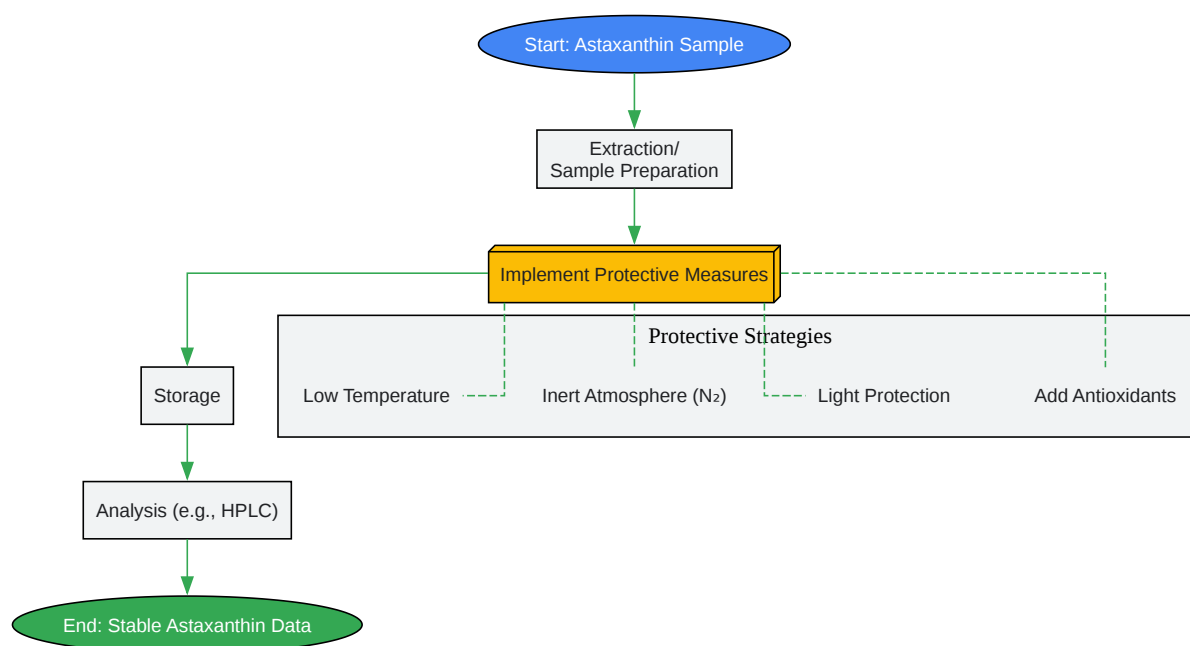 Start: Astaxanthin Sample
Extraction/
Sample Preparation
Implement Protective Measures
Protective Strategies
Storage
Low Temperature
Inert Atmosphere (N₂)
Light Protection
Add Antioxidants
Analysis (e.g., HPLC)
End: Stable Astaxanthin Data